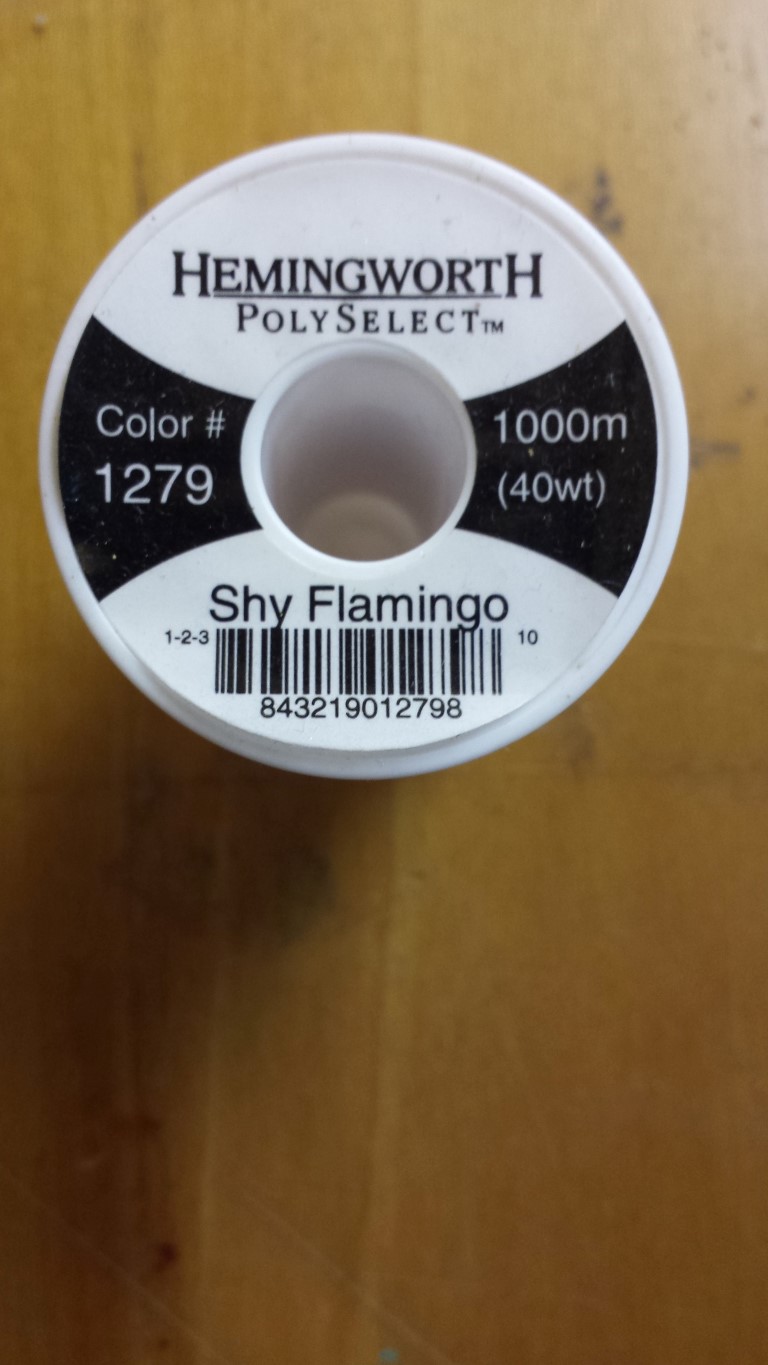 HEMINGWORTH
POLYSELECT™
Color #
1279
1000m
(40wt)
Shy Flamingo
1-2-3
10
843219012798